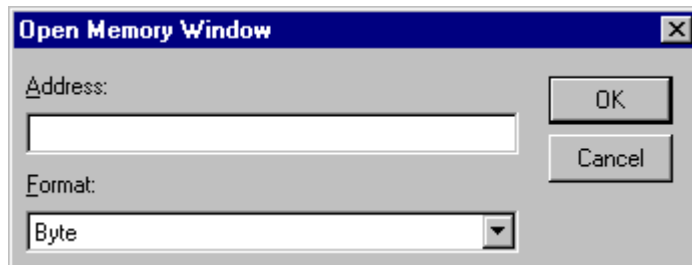 Open Memory Window
Address:
OK
Cancel
Format:
Byte